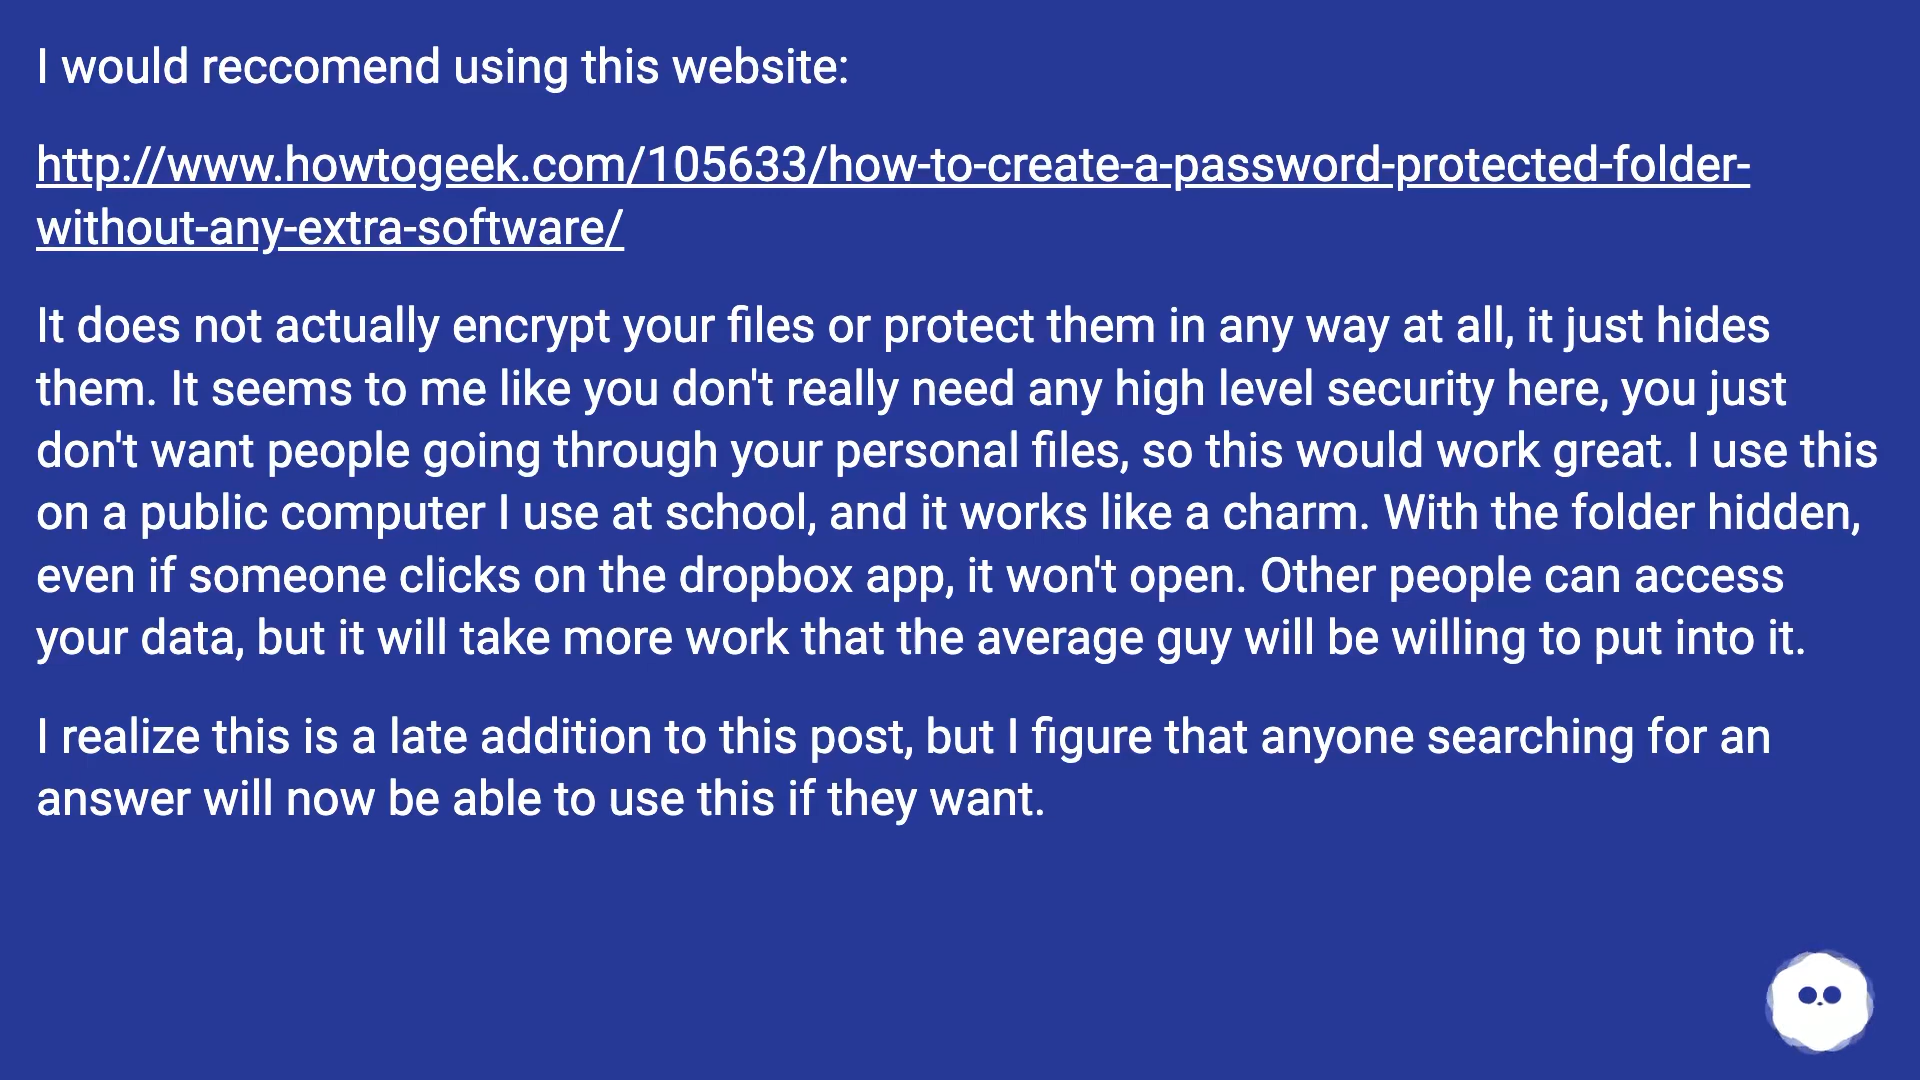 I would reccomend using this website:
http://www.howtogeek.com/105633/how-to-create-a-password-protected-folder-
without-any-extra-software/
It does not actually encrypt your files or protect them in any way at all, it just hides
them. It seems to me like you don't really need any high level security here, you just
don't want people going through your personal files, so this would work great. I use this
on a public computer I use at school, and it works like a charm. With the folder hidden,
even if someone clicks on the dropbox app, it won't open. Other people can access
your data, but it will take more work that the average guy will be willing to put into it.
I realize this is a late addition to this post, but I figure that anyone searching for an
answer will now be able to use this if they want.